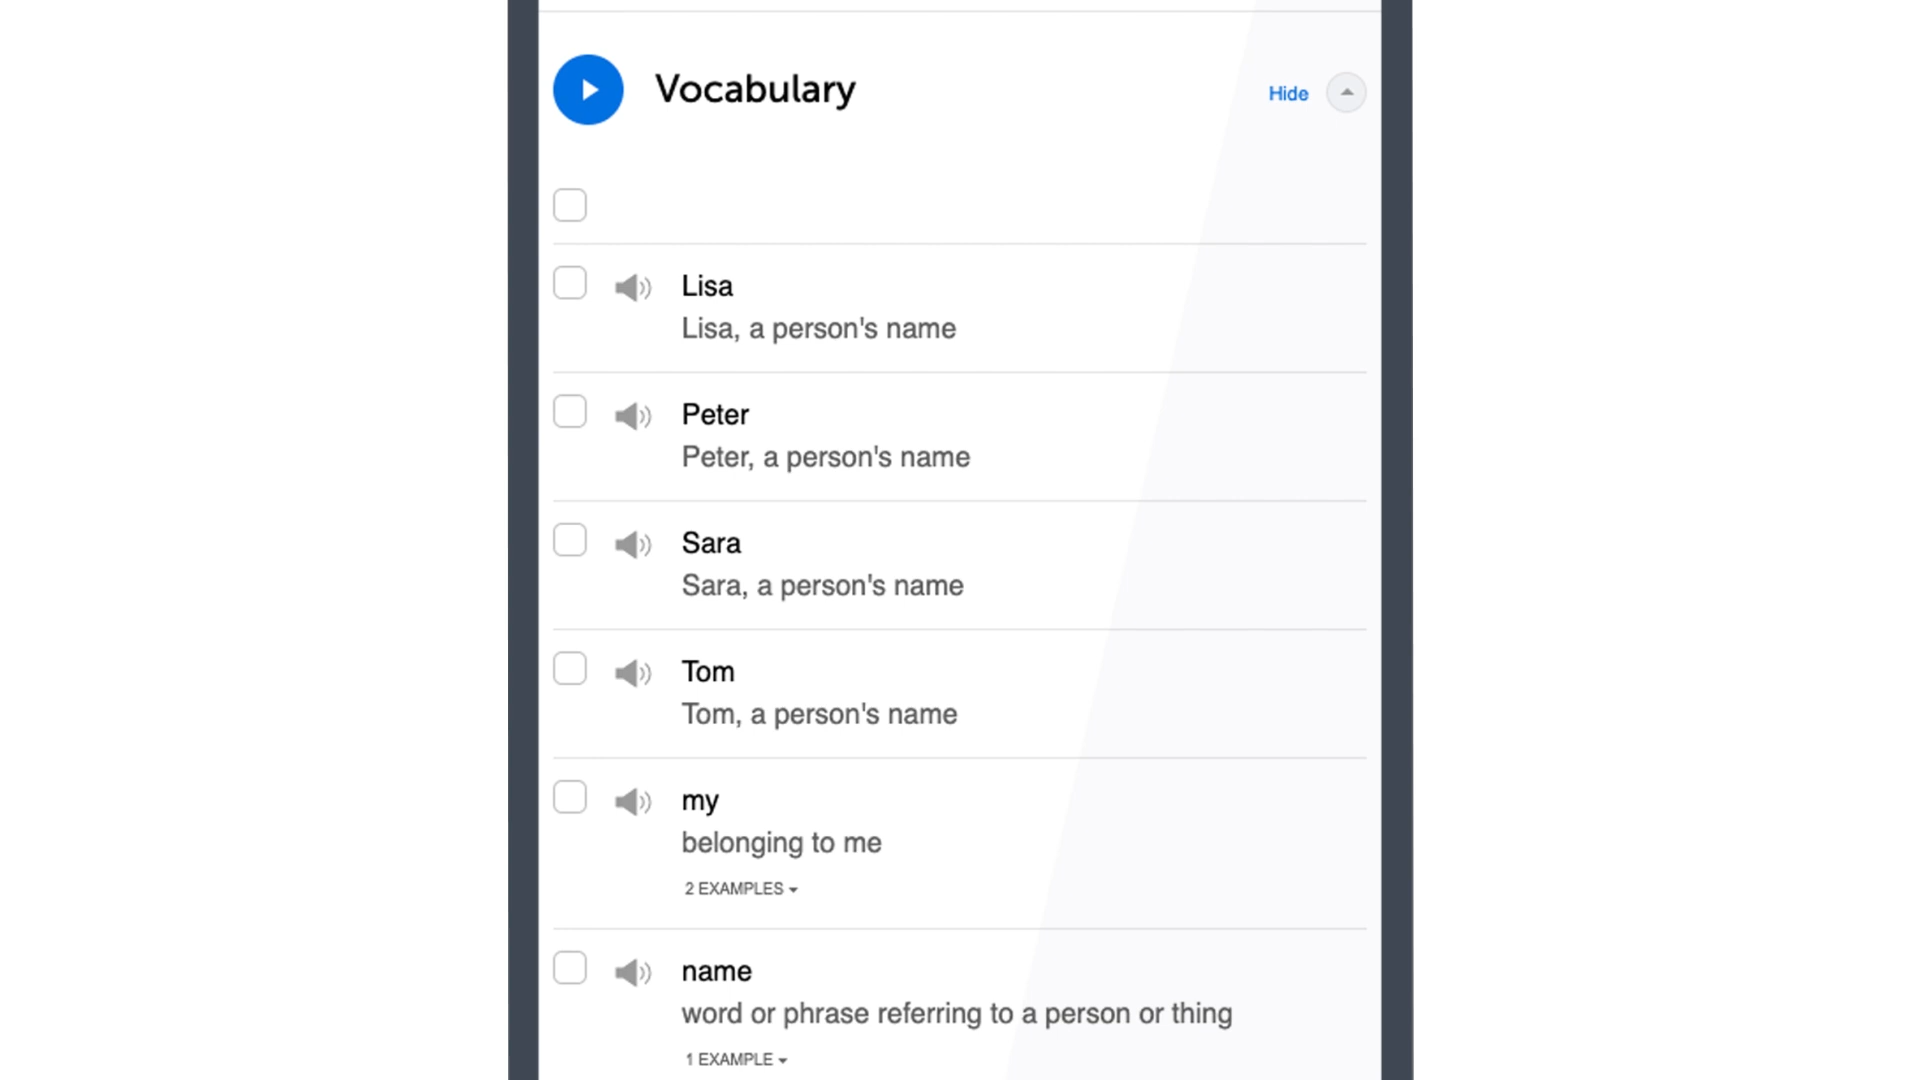 Vocabulary
Hide
Lisa
Lisa, a person's name
Peter
Peter, a person's name
Sara
Sara, a person's name
Tom
Tom, a person's name
my
belonging to me
2 EXAMPLES
name
word or phrase referring to a person or thing
1 EXAMPLE